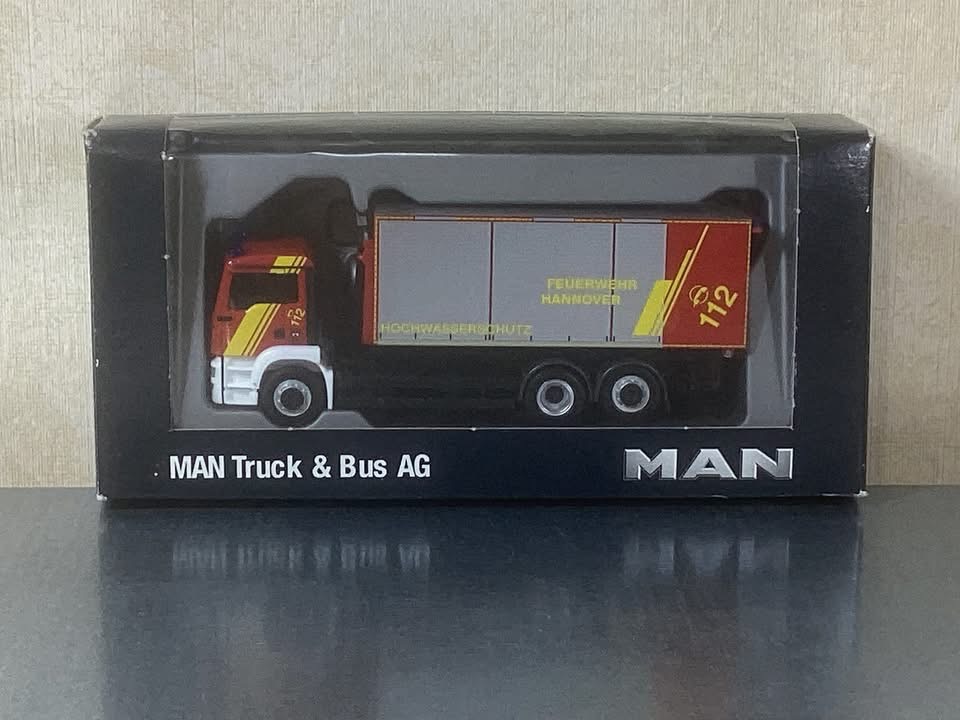 FEUERWEHR
HANNOVER
HOCHWASSERSCHUTZ
112
112
MAN Truck & Bus AG
MAN